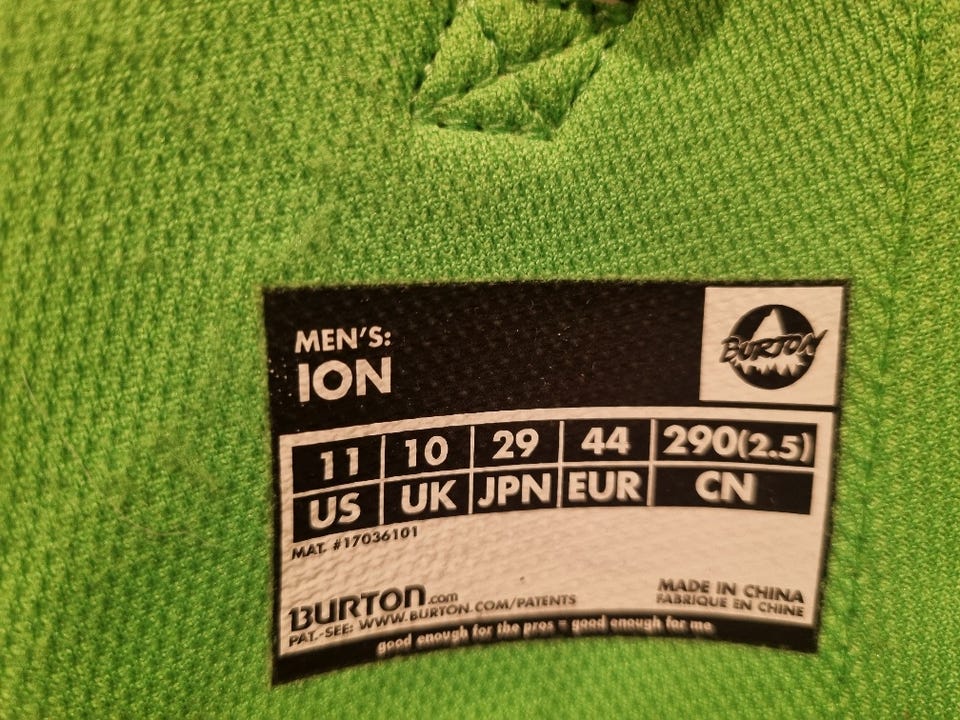 MEN'S:
ION
BURTON
11 10 29 44 290(2.5)
US UK JPN EUR CN
MAT. #17036101
BURTON.com
PAT.-SEE: WWW.BURTON.COM/PATENTS
MADE IN CHINA
FABRIQUE EN CHINE
good enough for the pros = good enough for me